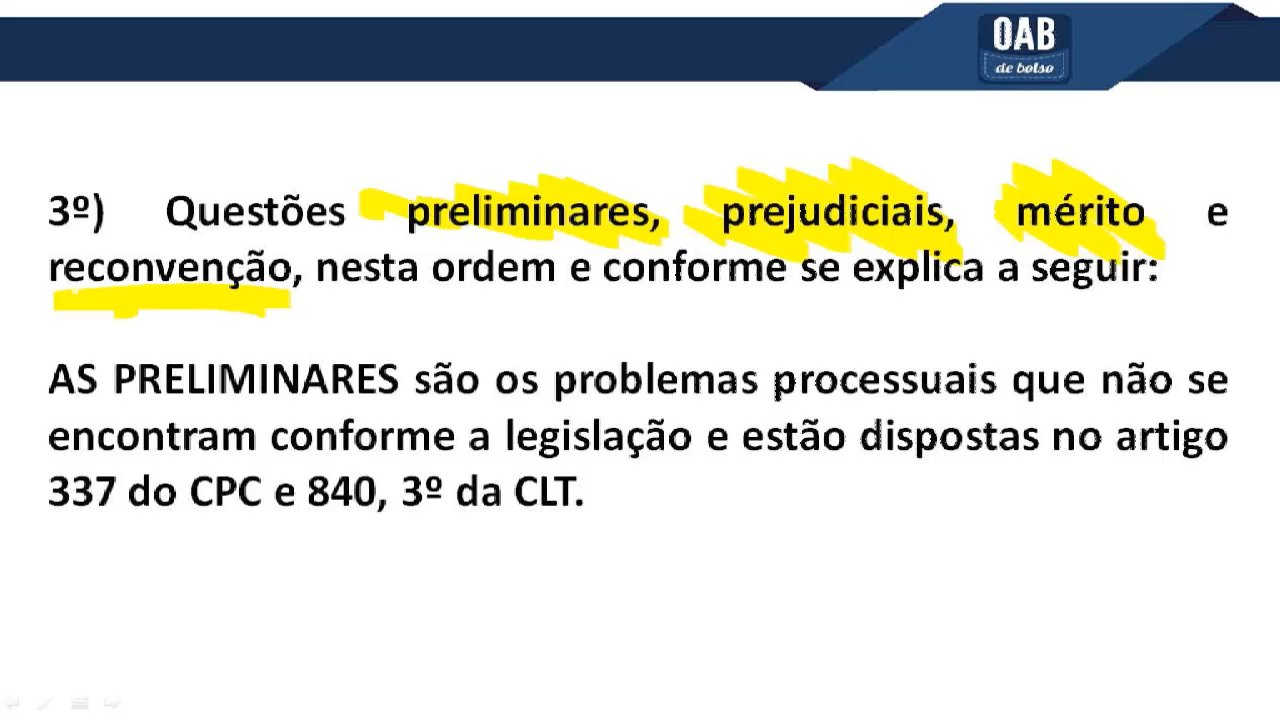 OAB
de bolso
3º) Questões preliminares, prejudiciais, mérito e
reconvenção, nesta ordem e conforme se explica a seguir:
AS PRELIMINARES são os problemas processuais que não se
encontram conforme a legislação e estão dispostas no artigo
337 do CPC e 840, 3º da CLT.